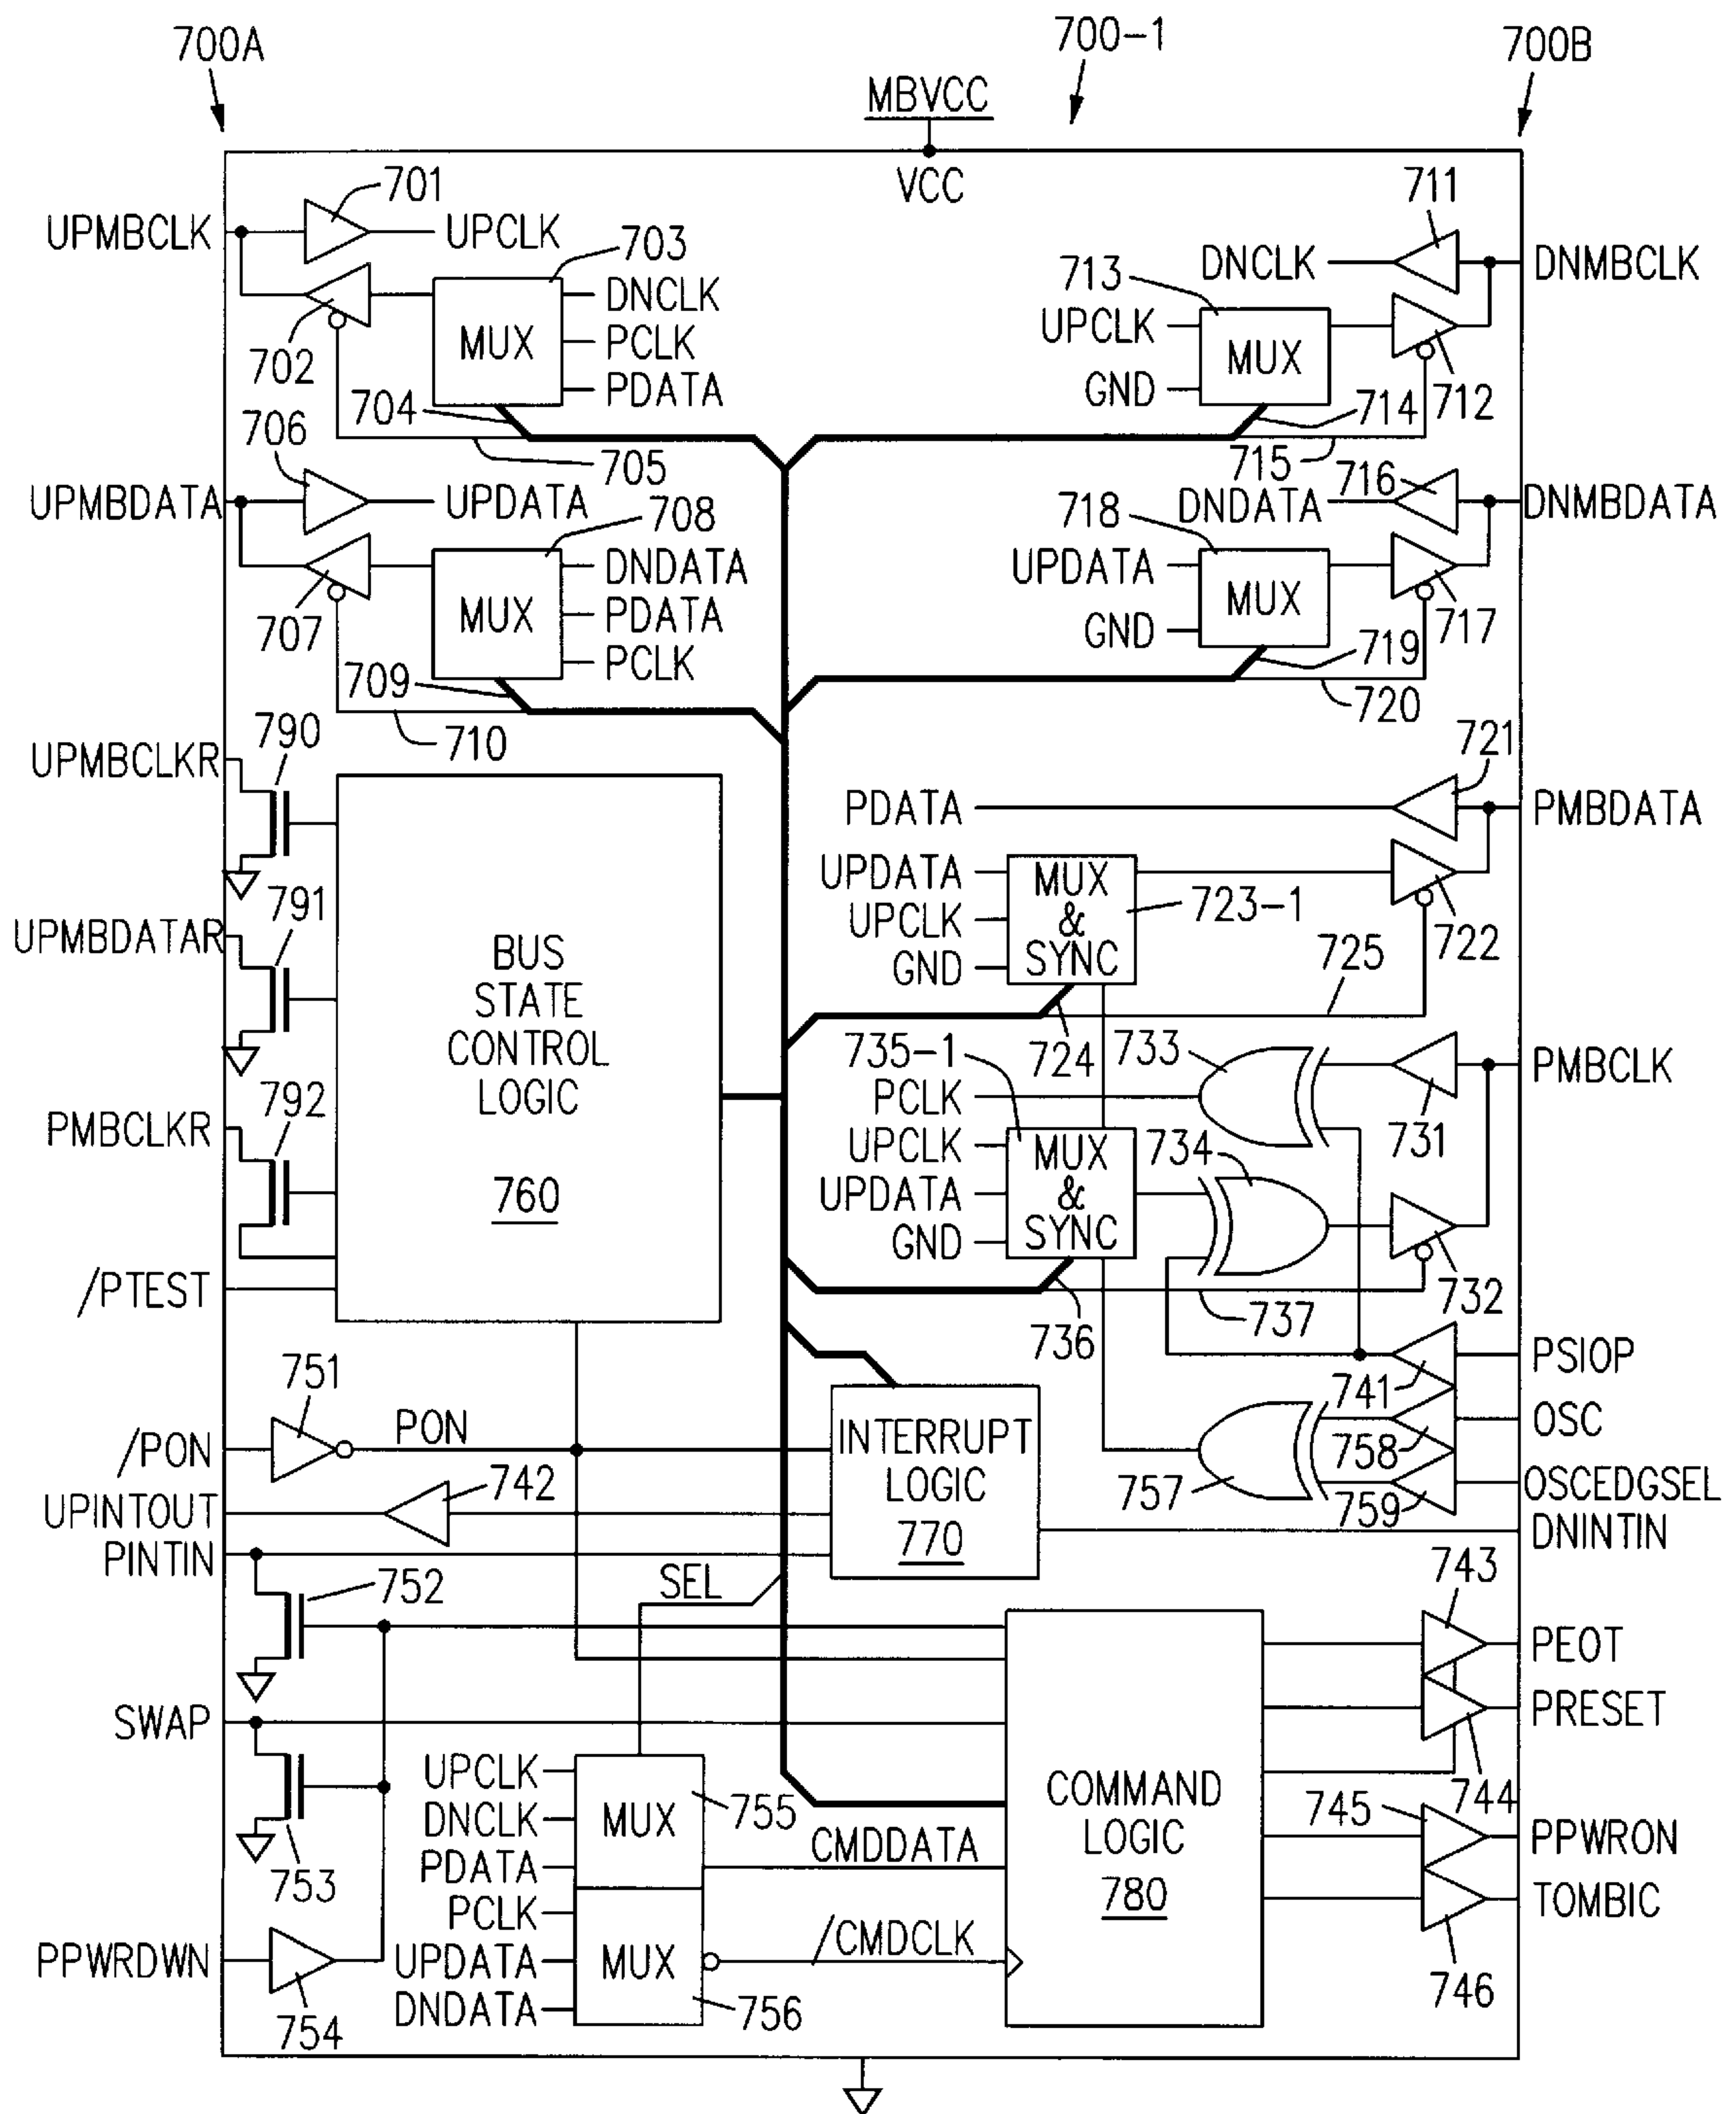 700A
700-1
700B
MBVCC
VCC
701
UPMBCLK
UPCLK
703
DNCLK
MUX
PCLK
PDATA
702
704
705
711
DNCLK
DNMBCLK
713
UPCLK
MUX
GND
714
712
715
706
UPMBDATA
UPDATA
708
DNDATA
MUX
PDATA
PCLK
707
709
710
716
DNDATA
DNMBDATA
718
UPDATA
MUX
GND
717
719
720
790
UPMBCLKR
791
UPMBDATAR
792
PMBCLKR
/PTEST
BUS
STATE
CONTROL
LOGIC
760
721
PDATA
PMBDATA
UPDATA
UPCLK
GND
MUX
&
SYNC
723-1
722
725
724
735-1
733
PCLK
PMBCLK
731
UPCLK
UPDATA
GND
MUX
&
SYNC
734
732
736
737
PSIOP
741
OSC
758
757
759
OSCEDGSEL
DNINTIN
751
/PON
PON
742
UPINTOUT
PINTIN
INTERRUPT
LOGIC
770
752
SEL
SWAP
753
PPWRDWN
754
UPCLK
DNCLK
PDATA
MUX
755
PCLK
UPDATA
DNDATA
MUX
756
CMDDATA
/CMDCLK
COMMAND
LOGIC
780
743
PEOT
PRESET
744
745
PPWRON
TOMBIC
746